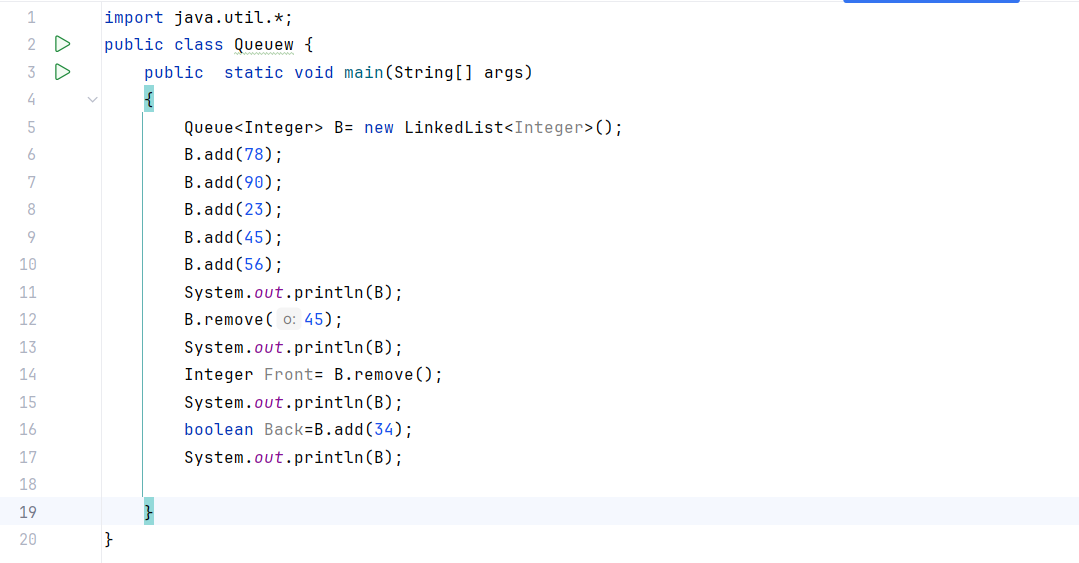 1 import java.util.*;
2 public class Queuew {
3 public  static void main(String[] args)
4 {
5 Queue<Integer> B= new LinkedList<Integer>();
6 B.add(78);
7 B.add(90);
8 B.add(23);
9 B.add(45);
10 B.add(56);
11 System.out.println(B);
12 B.remove( o: 45);
13 System.out.println(B);
14 Integer Front= B.remove();
15 System.out.println(B);
16 boolean Back=B.add(34);
17 System.out.println(B);
18
19 }
20 }